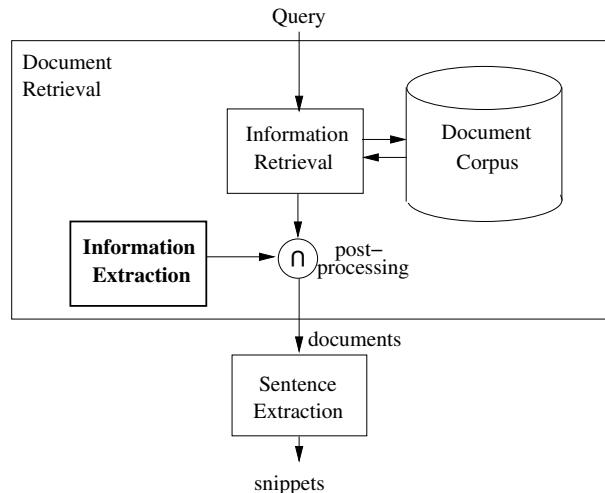 Query
Document
Retrieval
Information
Retrieval
Document
Corpus
Information
Extraction
∩
post-
processing
documents
Sentence
Extraction
snippets